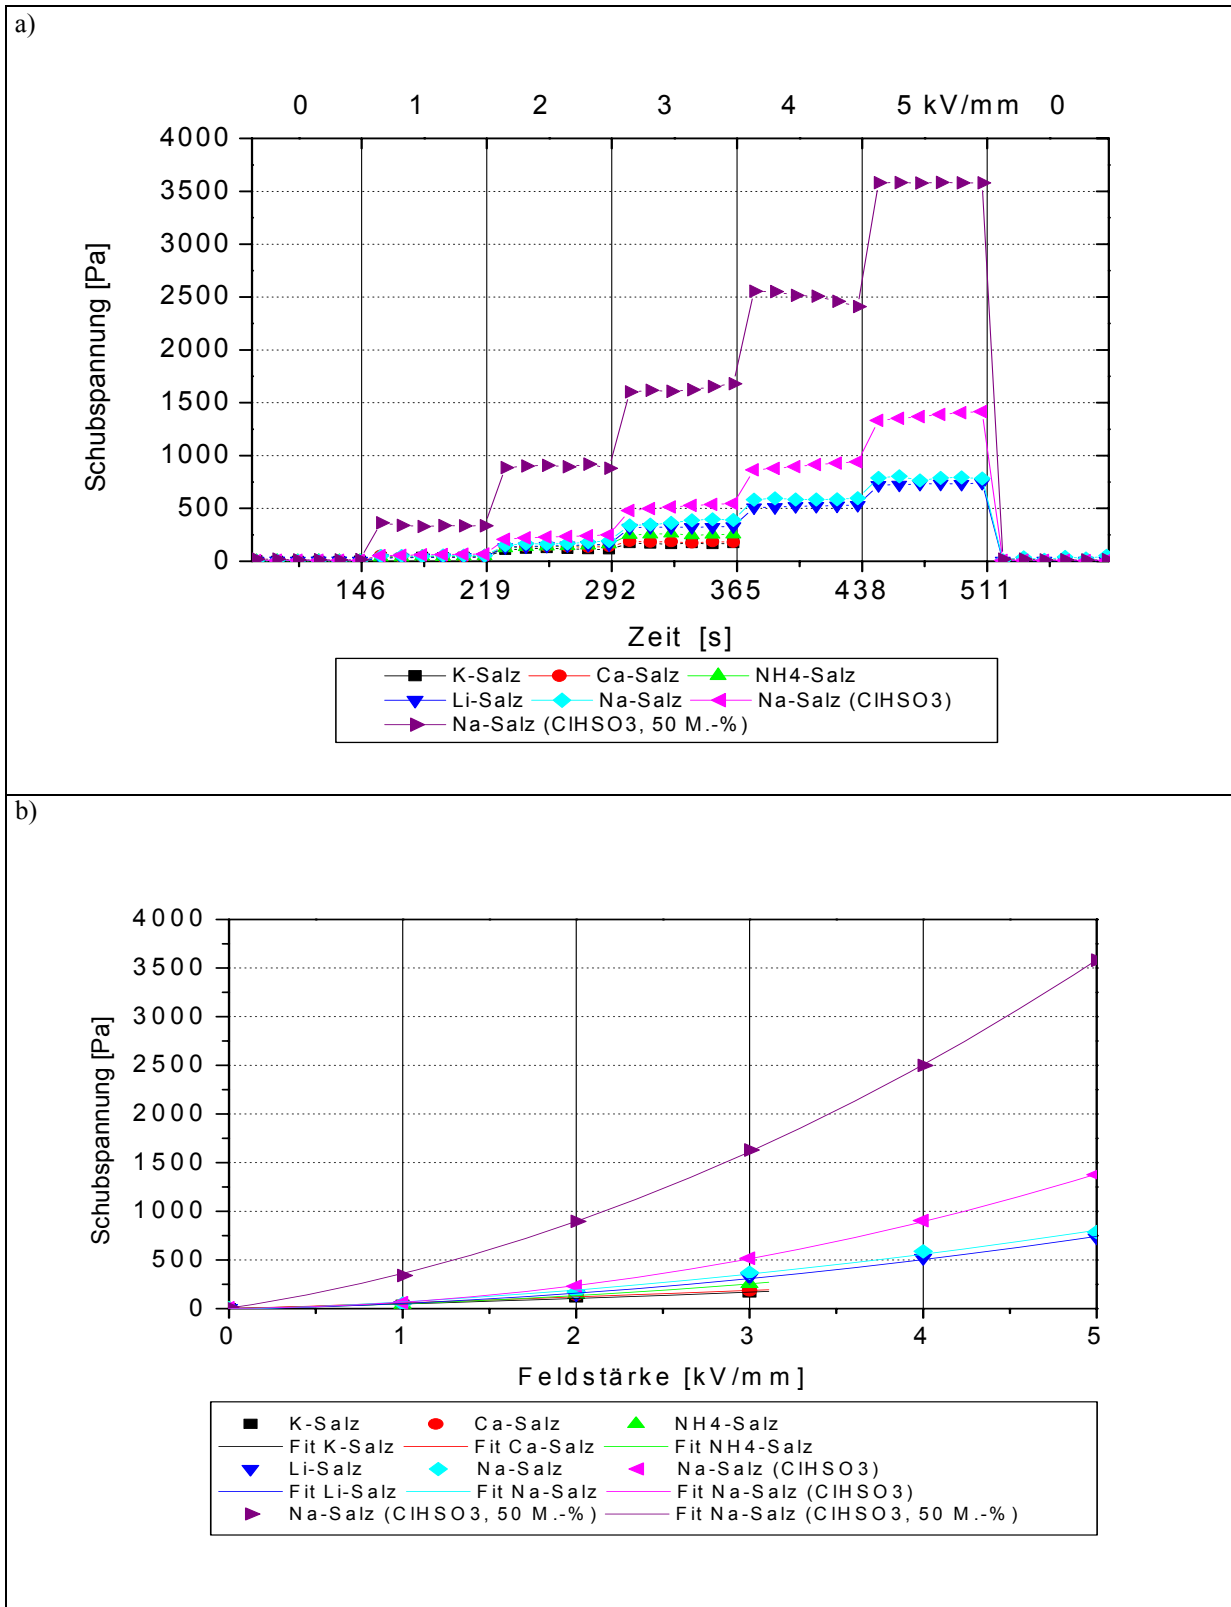 a)
0 1 2 3 4 5 kV/mm 0
4000
3500
3000
2500
2000
1500
1000
500
0
Schubspannung [Pa]
146 219 292 365 438 511
Zeit [s]
K-Salz Ca-Salz NH4-Salz
Li-Salz Na-Salz Na-Salz (ClHSO3)
Na-Salz (ClHSO3, 50 M.-%)
b)
4000
3500
3000
2500
2000
1500
1000
500
0
Schubspannung [Pa]
0 1 2 3 4 5
Feldstärke [kV/mm]
K-Salz Ca-Salz NH4-Salz
Fit K-Salz Fit Ca-Salz Fit NH4-Salz
Li-Salz Na-Salz Na-Salz (ClHSO3)
Fit Li-Salz Fit Na-Salz Fit Na-Salz (ClHSO3)
Na-Salz (ClHSO3, 50 M.-%) Fit Na-Salz (ClHSO3, 50 M.-%)